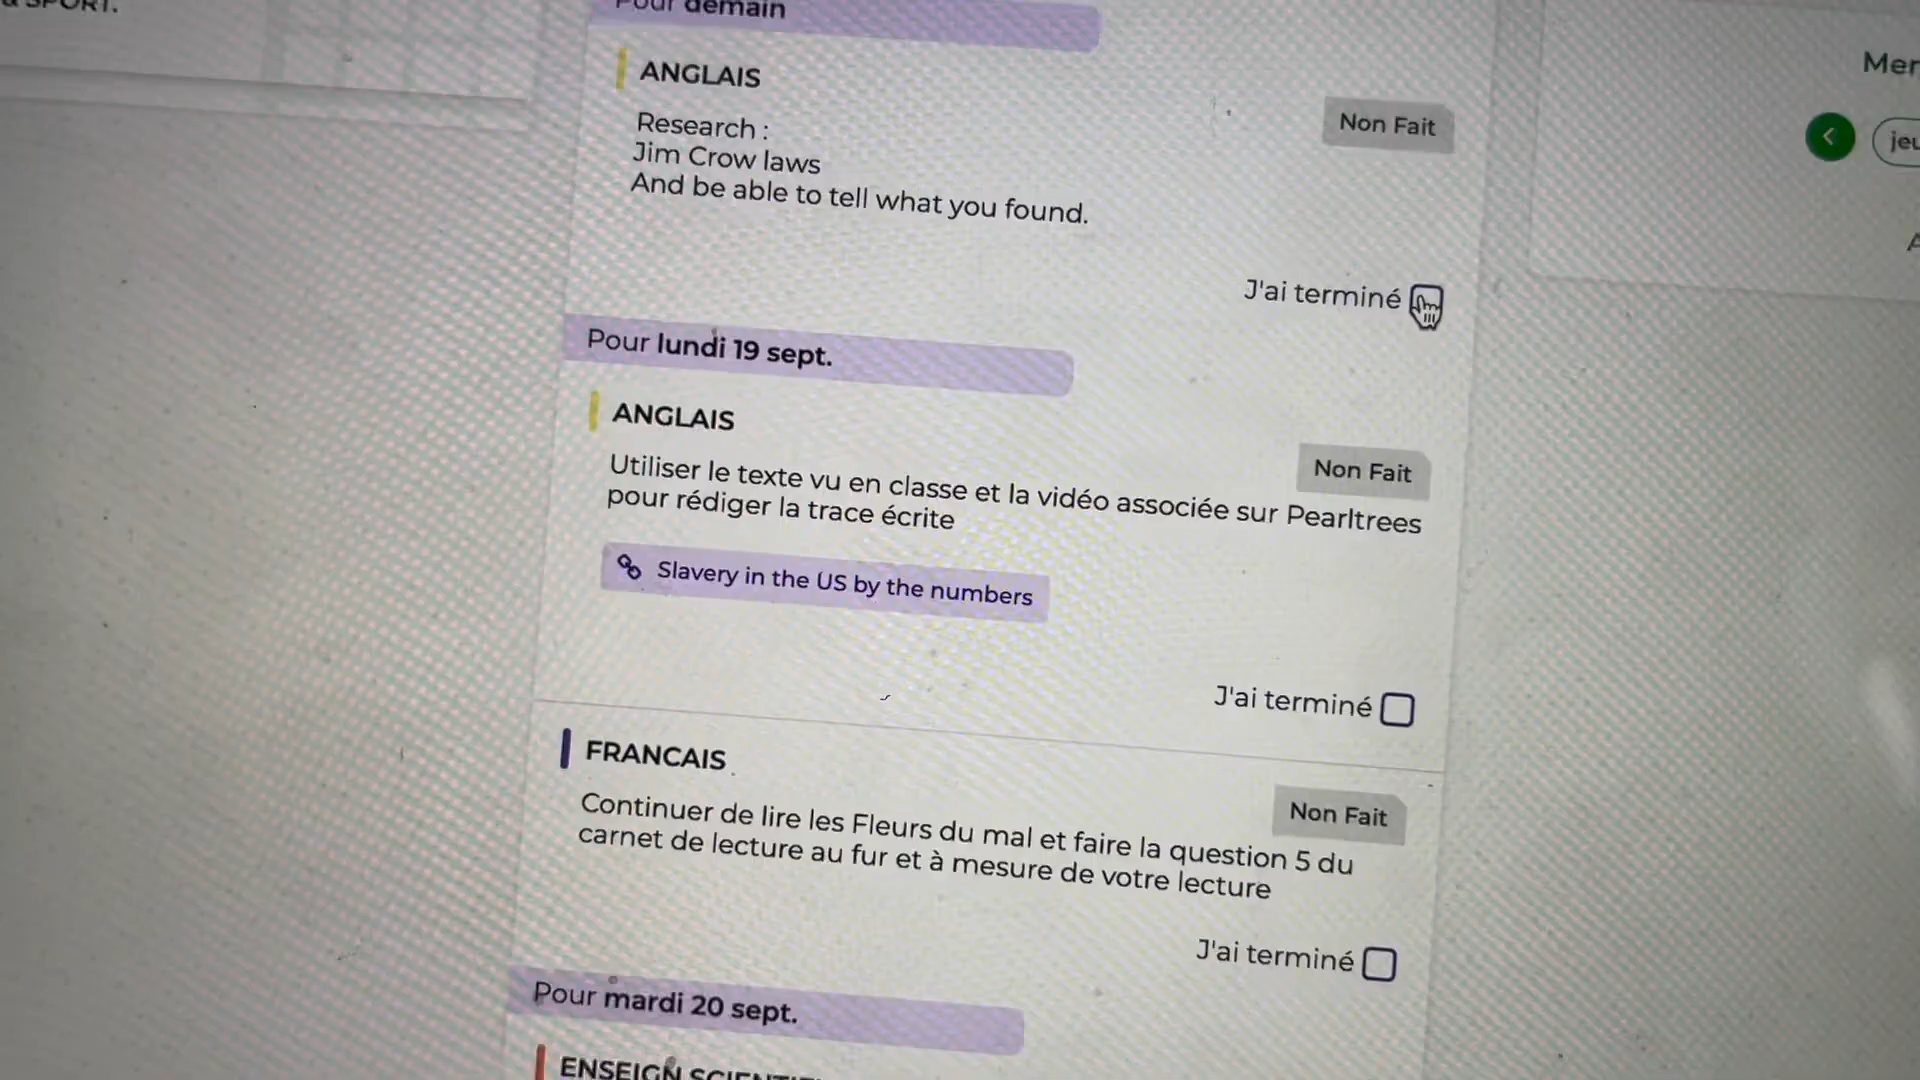 SPORT.
Pour demain
ANGLAIS
Non Fait
Research :
Jim Crow laws
And be able to tell what you found.
J'ai terminé
Pour lundi 19 sept.
ANGLAIS
Non Fait
Utiliser le texte vu en classe et la vidéo associée sur Pearltrees
pour rédiger la trace écrite
Slavery in the US by the numbers
J'ai terminé
FRANCAIS
Non Fait
Continuer de lire les Fleurs du mal et faire la question 5 du
carnet de lecture au fur et à mesure de votre lecture
J'ai terminé
Pour mardi 20 sept.
ENSEIGN
Mer
jeu